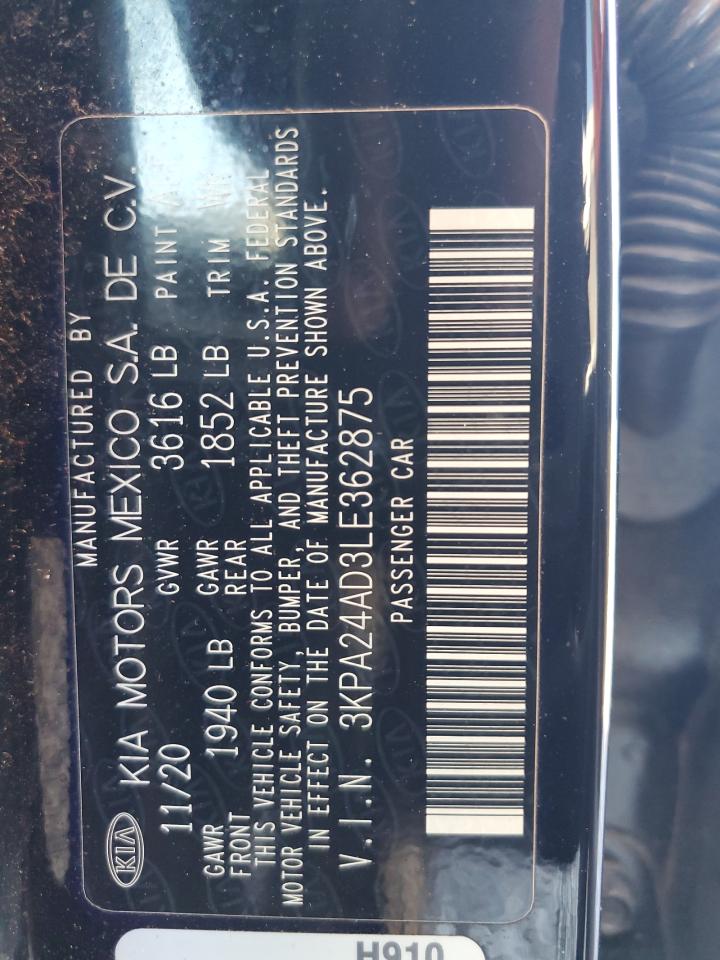 MANUFACTURED BY
KIA KIA MOTORS MEXICO S.A. DE C.V.
11/20 GVWR 3616 LB PAINT
GAWR FRONT 1940 LB GAWR REAR 1852 LB TRIM
THIS VEHICLE CONFORMS TO ALL APPLICABLE U.S.A. FEDERAL
MOTOR VEHICLE SAFETY, BUMPER, AND THEFT PREVENTION STANDARDS
IN EFFECT ON THE DATE OF MANUFACTURE SHOWN ABOVE.
V.I.N. 3KPA24AD3LE362875
PASSENGER CAR
H910